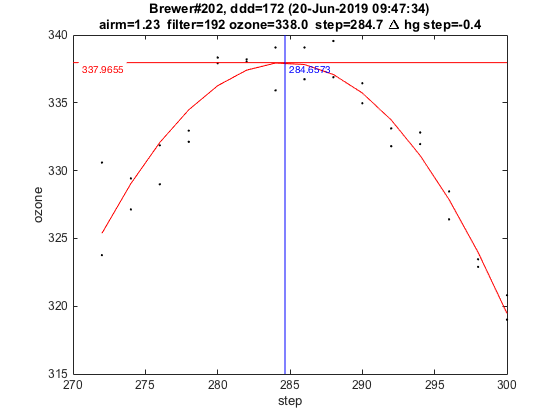 Brewer#202, ddd=172 (20-Jun-2019 09:47:34)
airm=1.23 filter=192 ozone=338.0 step=284.7 Δ hg step=-0.4
340
335
330
325
320
315
ozone
337.9655
284.6573
270 275 280 285 290 295 300
step